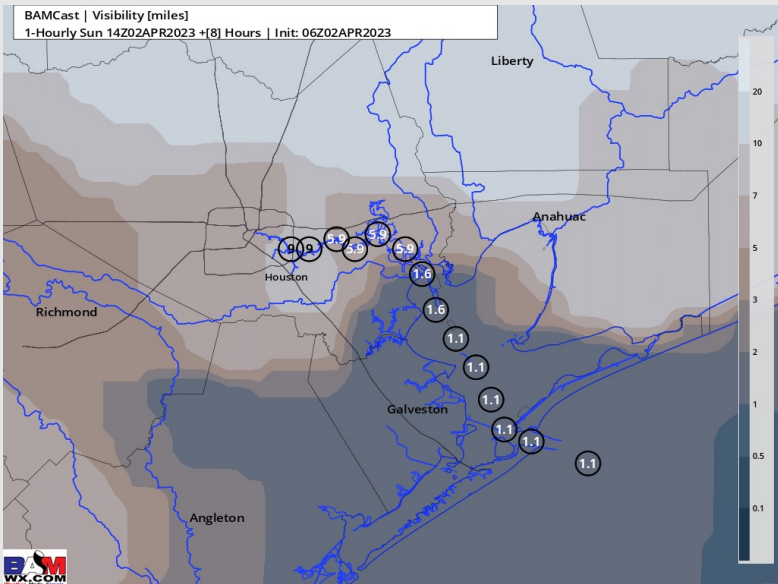 BAMCast | Visibility [miles]
1-Hourly Sun 14Z02APR2023 +[8] Hours | Init: 06Z02APR2023
Liberty
20
10
7
Anahuac
5.9
5.9
9 9
5.9
5.9
5
1.6
Houston
3
1.6
Richmond
1.1
2
1.1
1.1
1
Galveston
1.1
1.1
1.1
0.5
0.1
Angleton
BAM
WX.COM